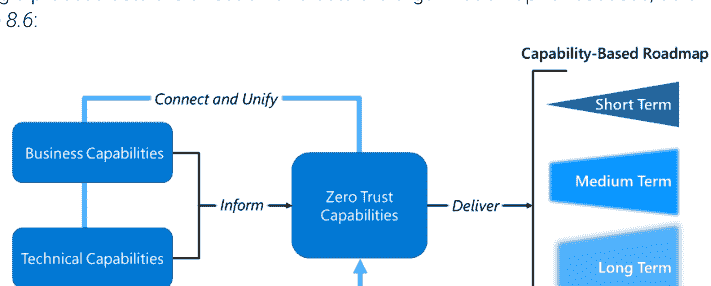 8.6:
Capability-Based Roadmap
Connect and Unify
Short Term
Business Capabilities
Medium Term
Zero Trust
Capabilities
Inform
Deliver
Technical Capabilities
Long Term